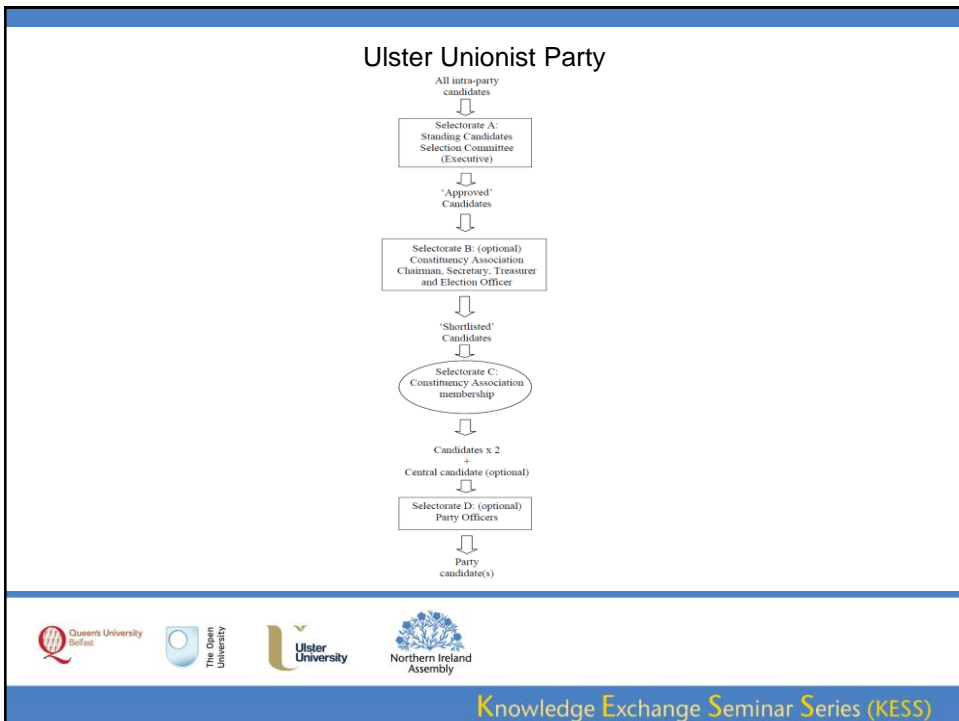 Ulster Unionist Party
All intra-party
candidates
Selectorate A:
Standing Candidates
Selection Committee
(Executive)
‘Approved’
Candidates
Selectorate B: (optional)
Constituency Association
Chairman, Secretary, Treasurer
and Election Officer
‘Shortlisted’
Candidates
Selectorate C:
Constituency Association
membership
Candidates x 2
+
Central candidate (optional)
Selectorate D: (optional)
Party Officers
Party
candidate(s)
Queen's University
Belfast
The Open
University
Ulster
University
Northern Ireland
Assembly
Knowledge Exchange Seminar Series (KESS)